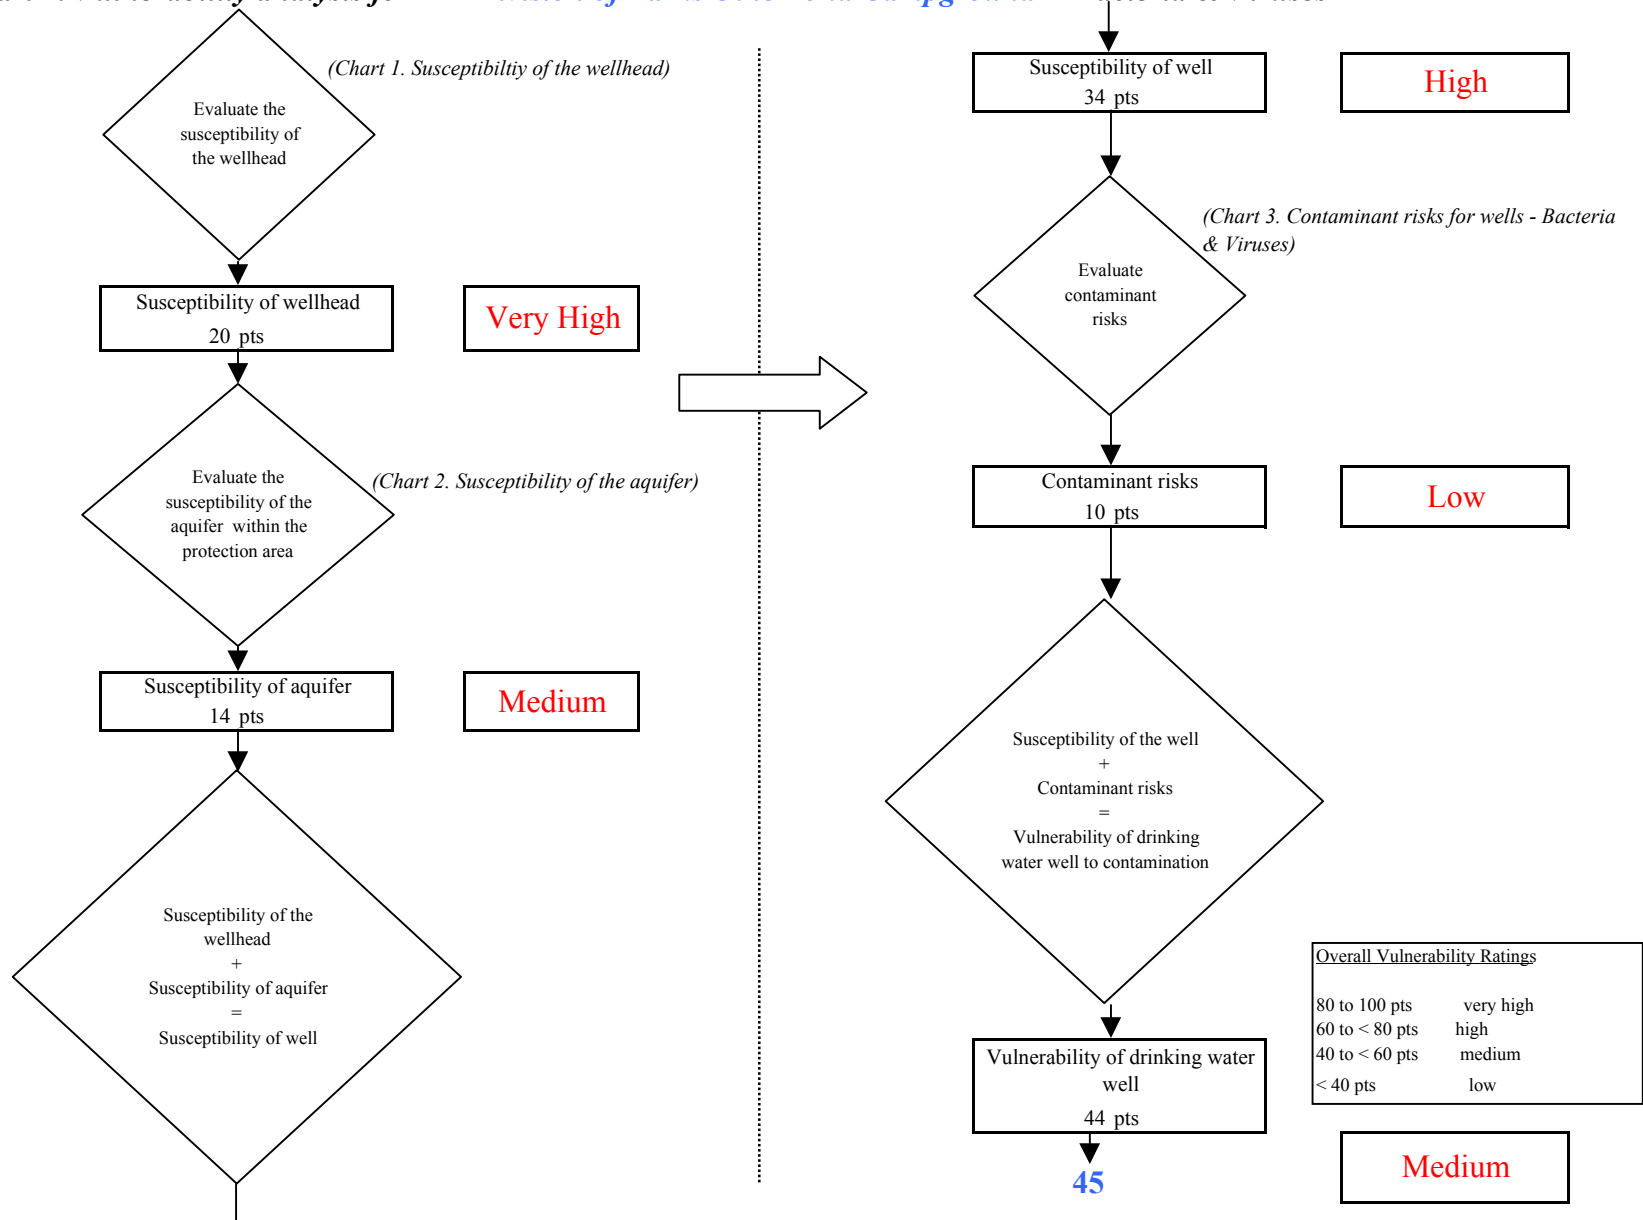 (Chart 1. Susceptibiltiy of the wellhead)
Evaluate the
susceptibility of
the wellhead
Susceptibility of wellhead
20 pts
Very High
Evaluate the
susceptibility of the
aquifer within the
protection area
(Chart 2. Susceptibility of the aquifer)
Susceptibility of aquifer
14 pts
Medium
Susceptibility of the
wellhead
+
Susceptibility of aquifer
=
Susceptibility of well
Susceptibility of well
34 pts
High
(Chart 3. Contaminant risks for wells - Bacteria
& Viruses)
Evaluate
contaminant
risks
Contaminant risks
10 pts
Low
Susceptibility of the well
+
Contaminant risks
=
Vulnerability of drinking
water well to contamination
Overall Vulnerability Ratings
80 to 100 pts very high
60 to < 80 pts high
40 to < 60 pts medium
< 40 pts low
Vulnerability of drinking water
well
44 pts
45
Medium